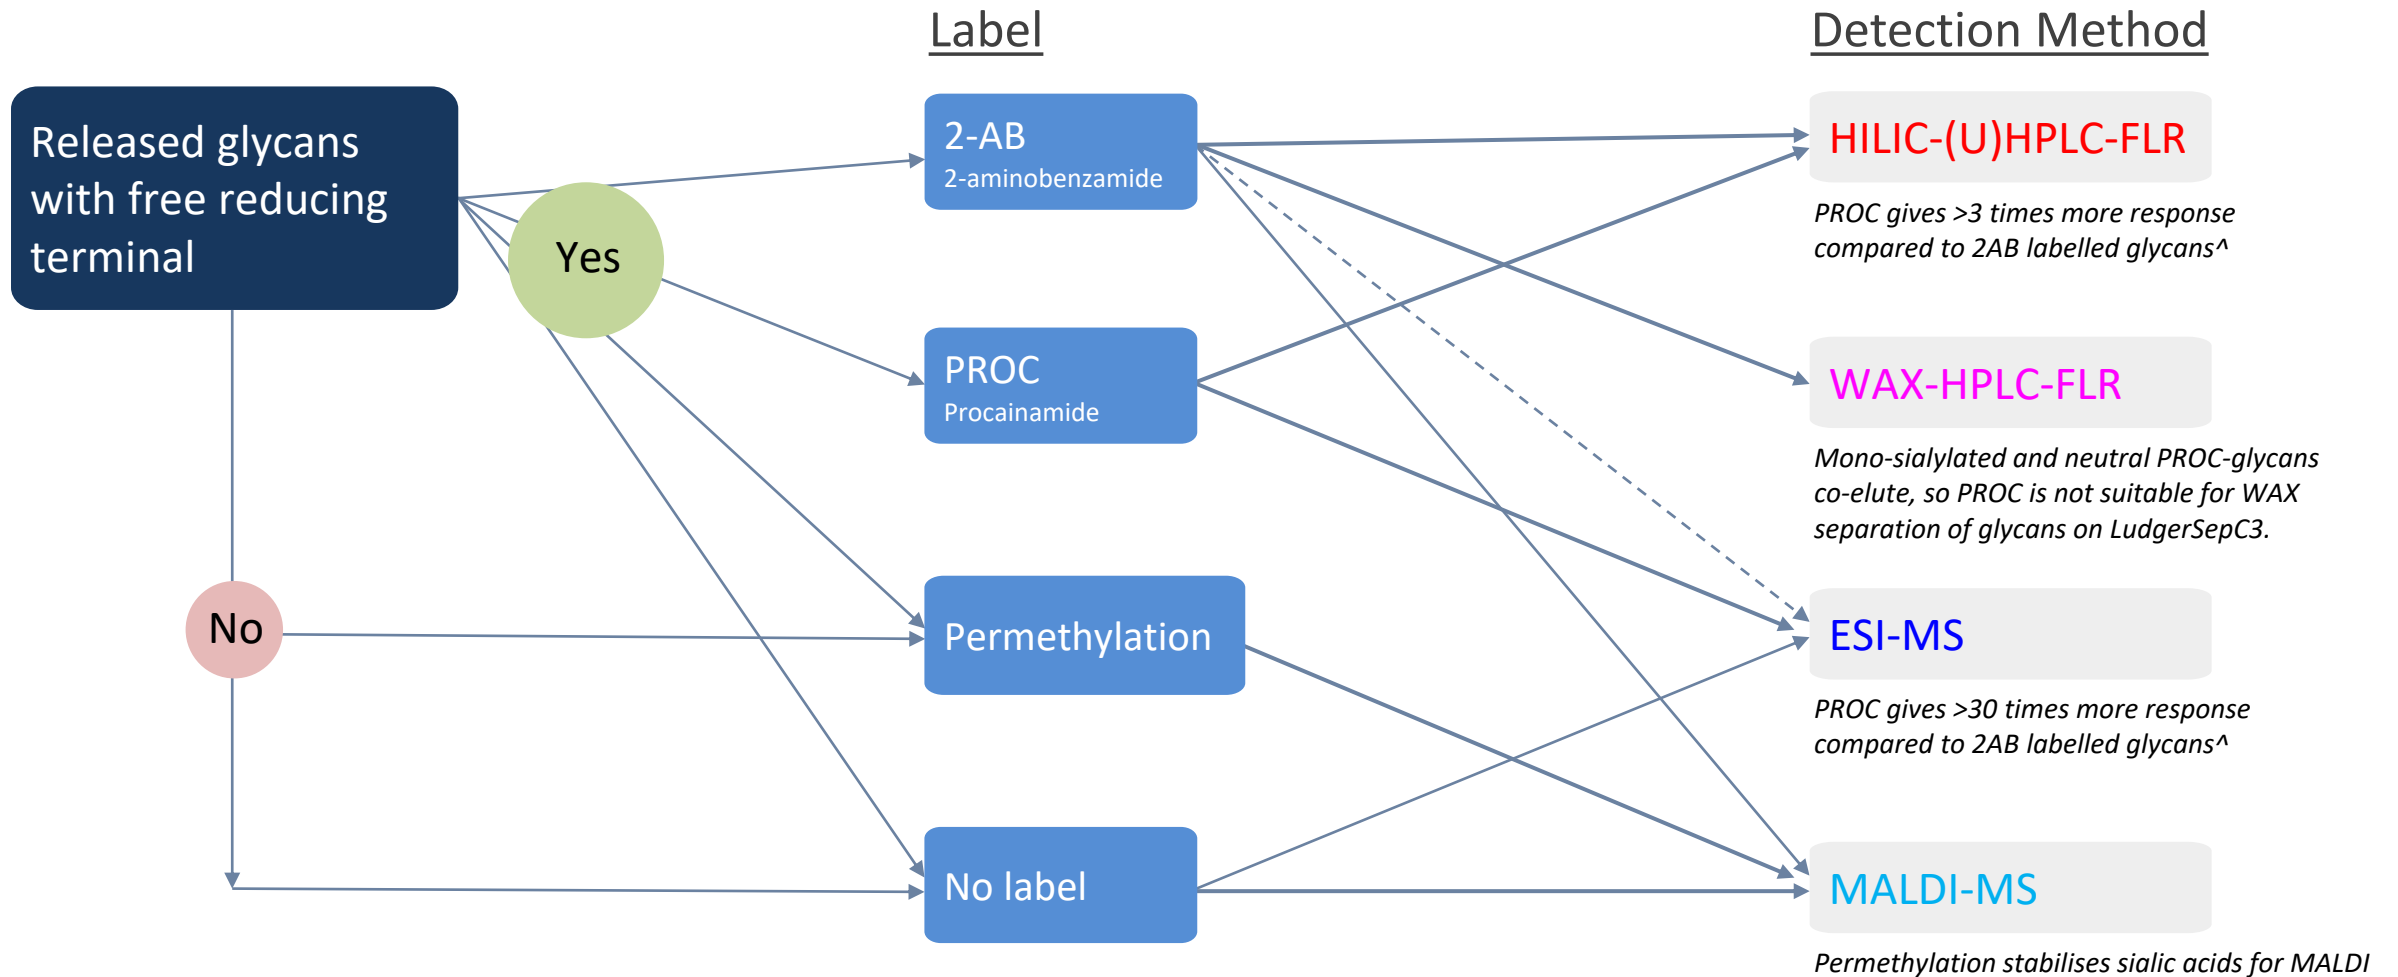 Label
Detection Method
Released glycans
with free reducing
terminal
Yes
No
2-AB
2-aminobenzamide
PROC
Procainamide
Permethylation
No label
HILIC-(U)HPLC-FLR
PROC gives >3 times more response
compared to 2AB labelled glycans^
WAX-HPLC-FLR
Mono-sialylated and neutral PROC-glycans
co-elute, so PROC is not suitable for WAX
separation of glycans on LudgerSepC3.
ESI-MS
PROC gives >30 times more response
compared to 2AB labelled glycans^
MALDI-MS
Permethylation stabilises sialic acids for MALDI